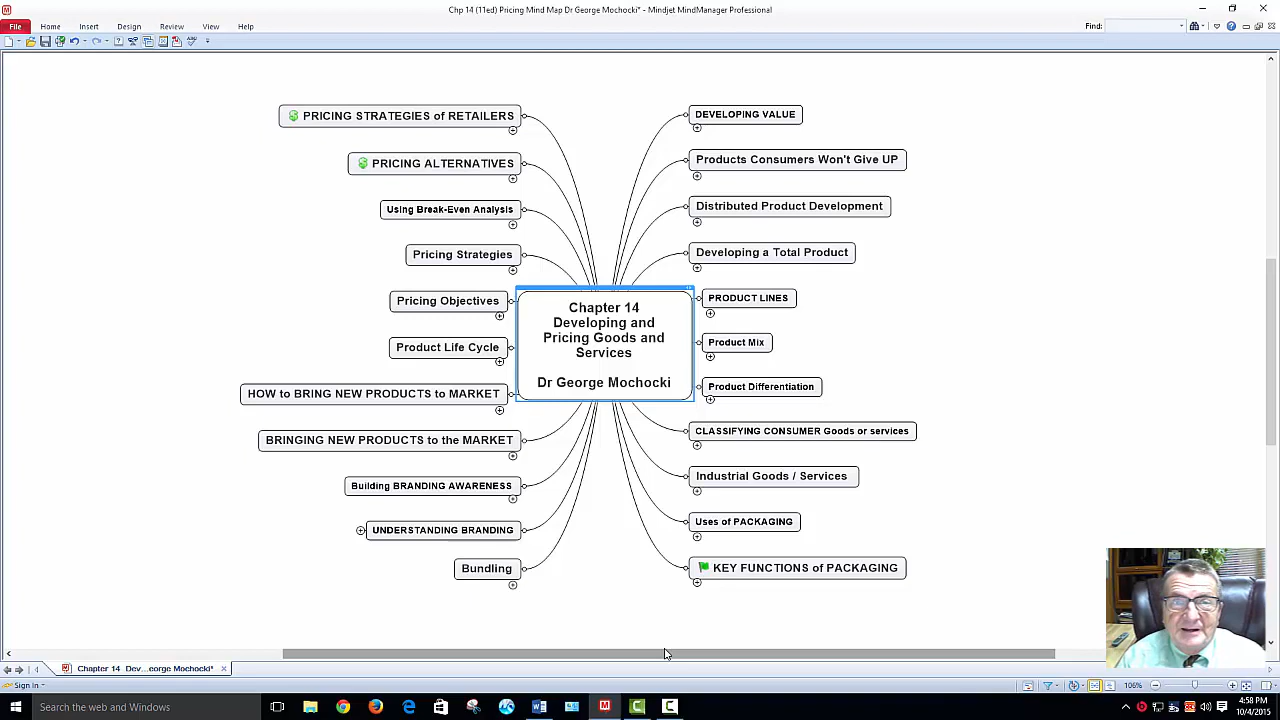 Chp 14 (11ed) Pricing Mind Map Dr George Mochocki* - Mindjet MindManager Professional
File Home Insert Design Review View Help Find:
PRICING STRATEGIES of RETAILERS
PRICING ALTERNATIVES
Using Break-Even Analysis
Pricing Strategies
Pricing Objectives
Product Life Cycle
HOW to BRING NEW PRODUCTS to MARKET
BRINGING NEW PRODUCTS to the MARKET
Building BRANDING AWARENESS
UNDERSTANDING BRANDING
Bundling
Chapter 14
Developing and
Pricing Goods and
Services
Dr George Mochocki
DEVELOPING VALUE
Products Consumers Won't Give UP
Distributed Product Development
Developing a Total Product
PRODUCT LINES
Product Mix
Product Differentiation
CLASSIFYING CONSUMER Goods or services
Industrial Goods / Services
Uses of PACKAGING
KEY FUNCTIONS of PACKAGING
Chapter 14 Dev...eorge Mochocki*
Sign In
106%
Search the web and Windows
4:58 PM
10/4/2015